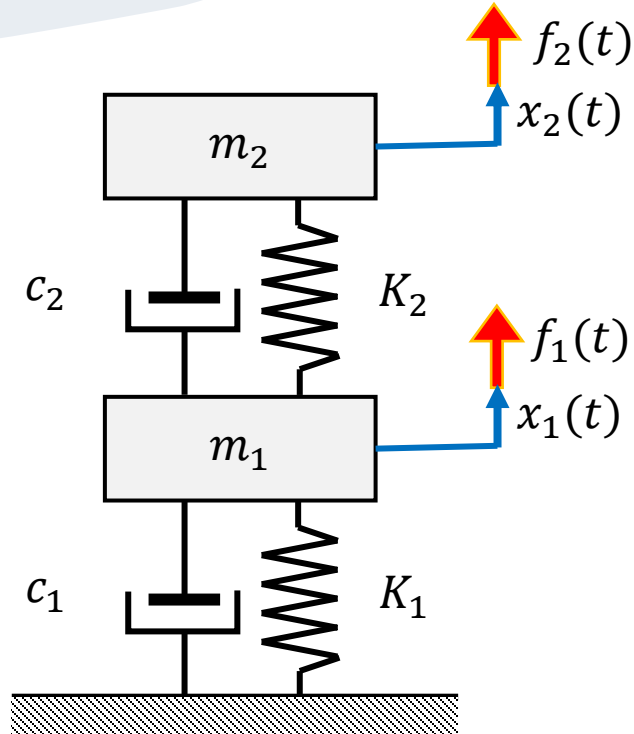 f₂(t)
x₂(t)
m₂
c₂
K₂
f₁(t)
x₁(t)
m₁
c₁
K₁